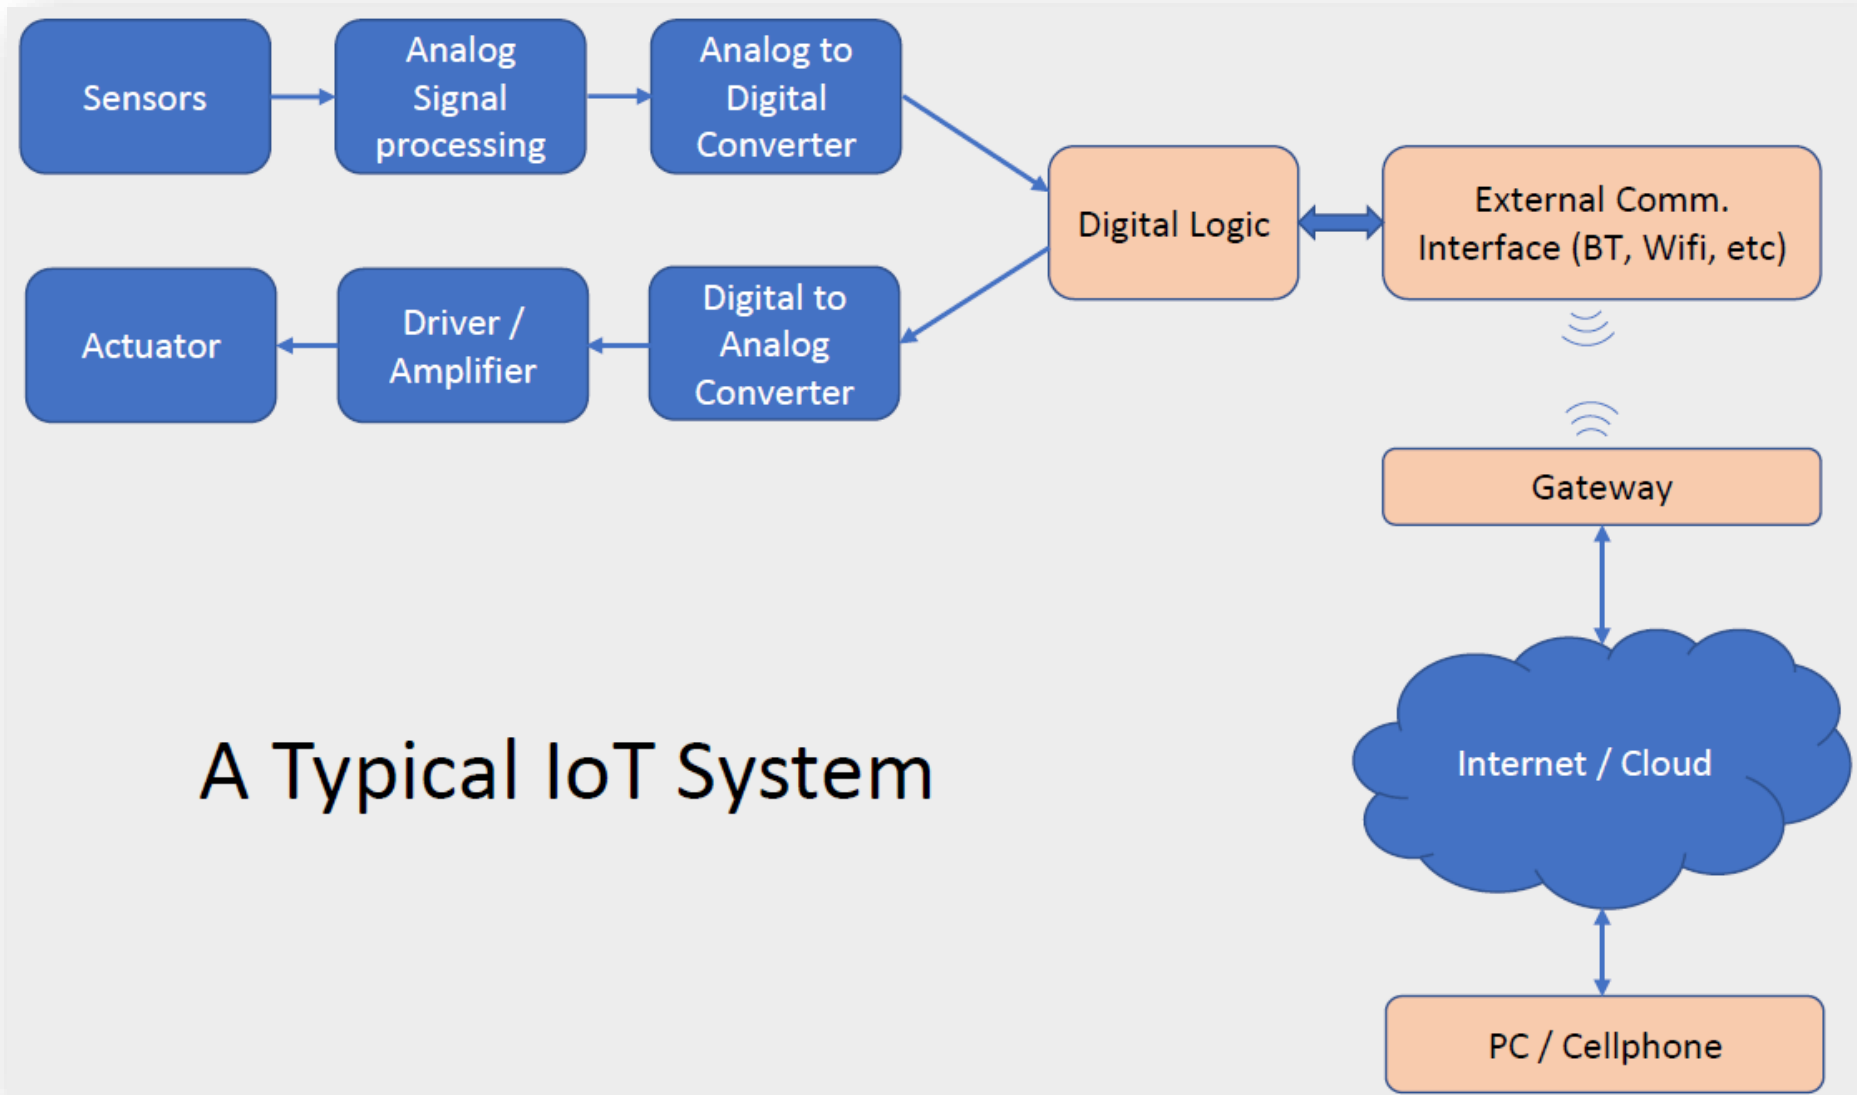 Sensors
Analog
Signal
processing
Analog to
Digital
Converter
Digital Logic
External Comm.
Interface (BT, Wifi, etc)
Actuator
Driver /
Amplifier
Digital to
Analog
Converter
Gateway
Internet / Cloud
A Typical IoT System
PC / Cellphone